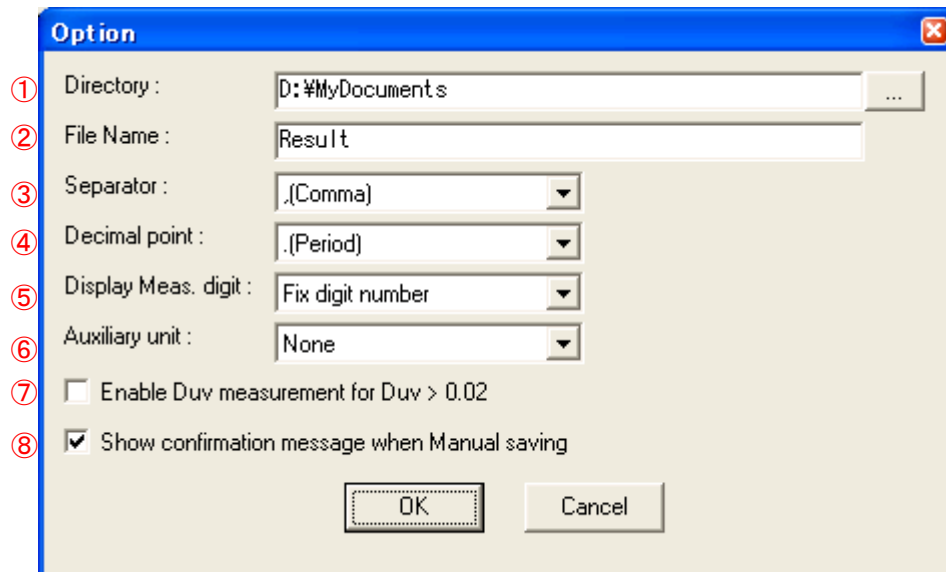 Option
① Directory : D:¥MyDocuments ...
② File Name : Result
③ Separator : ,(Comma)
④ Decimal point : .(Period)
⑤ Display Meas. digit : Fix digit number
⑥ Auxiliary unit : None
⑦ Enable Duv measurement for Duv > 0.02
⑧ Show confirmation message when Manual saving
OK Cancel